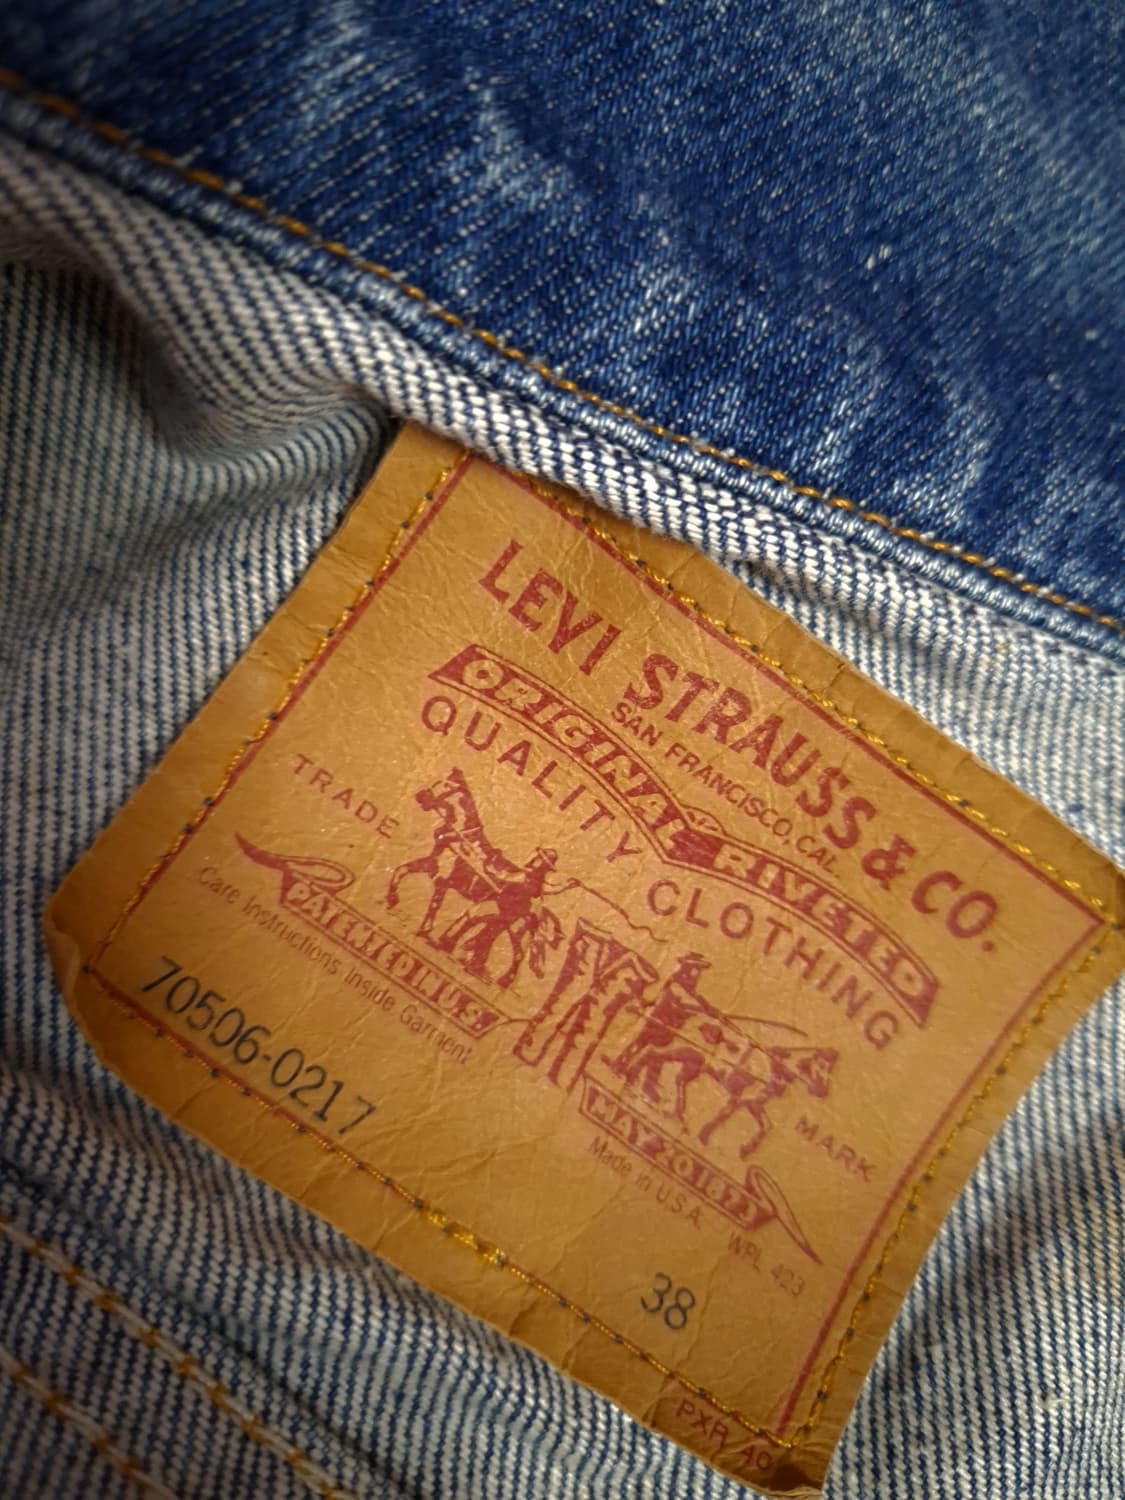 LEVI STRAUSS & CO.
SAN FRANCISCO, CAL.
ORIGINAL RIVETED
QUALITY CLOTHING
TRADE MARK
PATENTED IN U.S. MAY 20 1873
Care Instructions Inside Garment Made in U.S.A. WPL 423
70506-0217 38
PXR 40